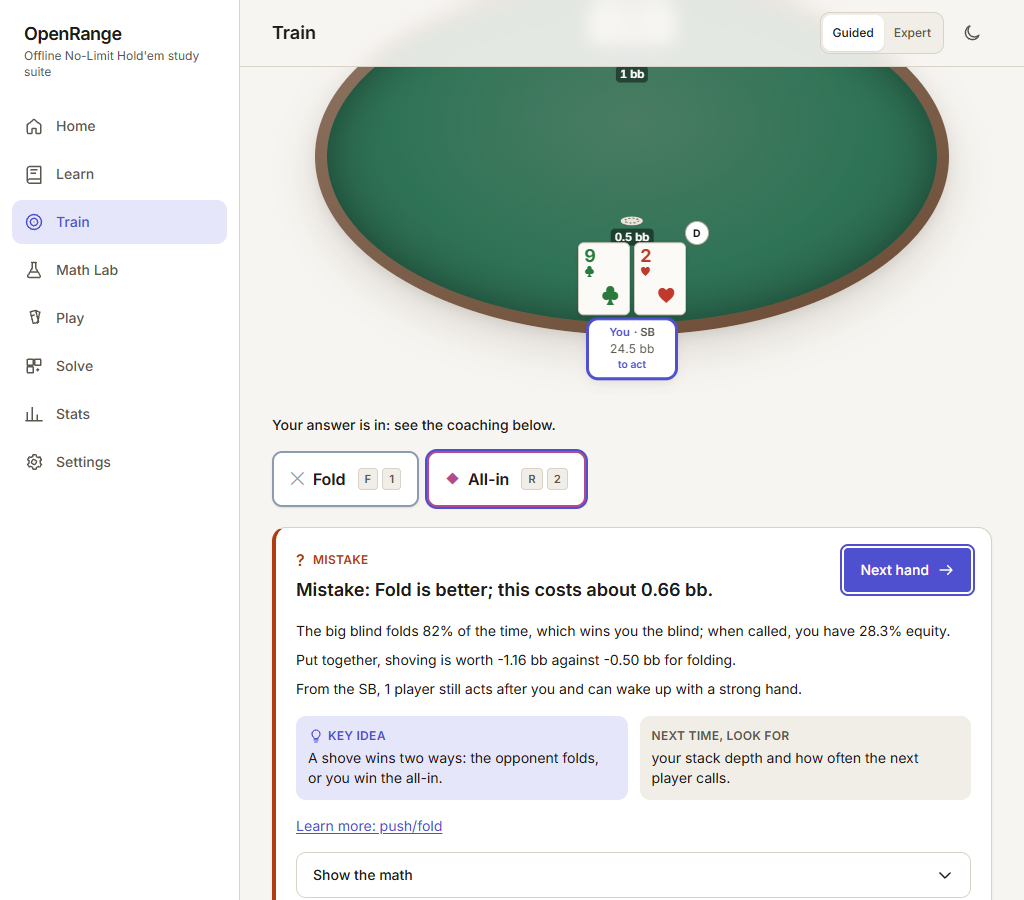 OpenRange
Offline No-Limit Hold'em study
suite
Home
Learn
Train
Math Lab
Play
Solve
Stats
Settings
Train
Guided
Expert
1 bb
0.5 bb
D
9
2
You · SB
24.5 bb
to act
Your answer is in: see the coaching below.
Fold F 1
All-in R 2
? MISTAKE
Mistake: Fold is better; this costs about 0.66 bb.
Next hand
The big blind folds 82% of the time, which wins you the blind; when called, you have 28.3% equity.
Put together, shoving is worth -1.16 bb against -0.50 bb for folding.
From the SB, 1 player still acts after you and can wake up with a strong hand.
KEY IDEA
A shove wins two ways: the opponent folds,
or you win the all-in.
NEXT TIME, LOOK FOR
your stack depth and how often the next
player calls.
Learn more: push/fold
Show the math